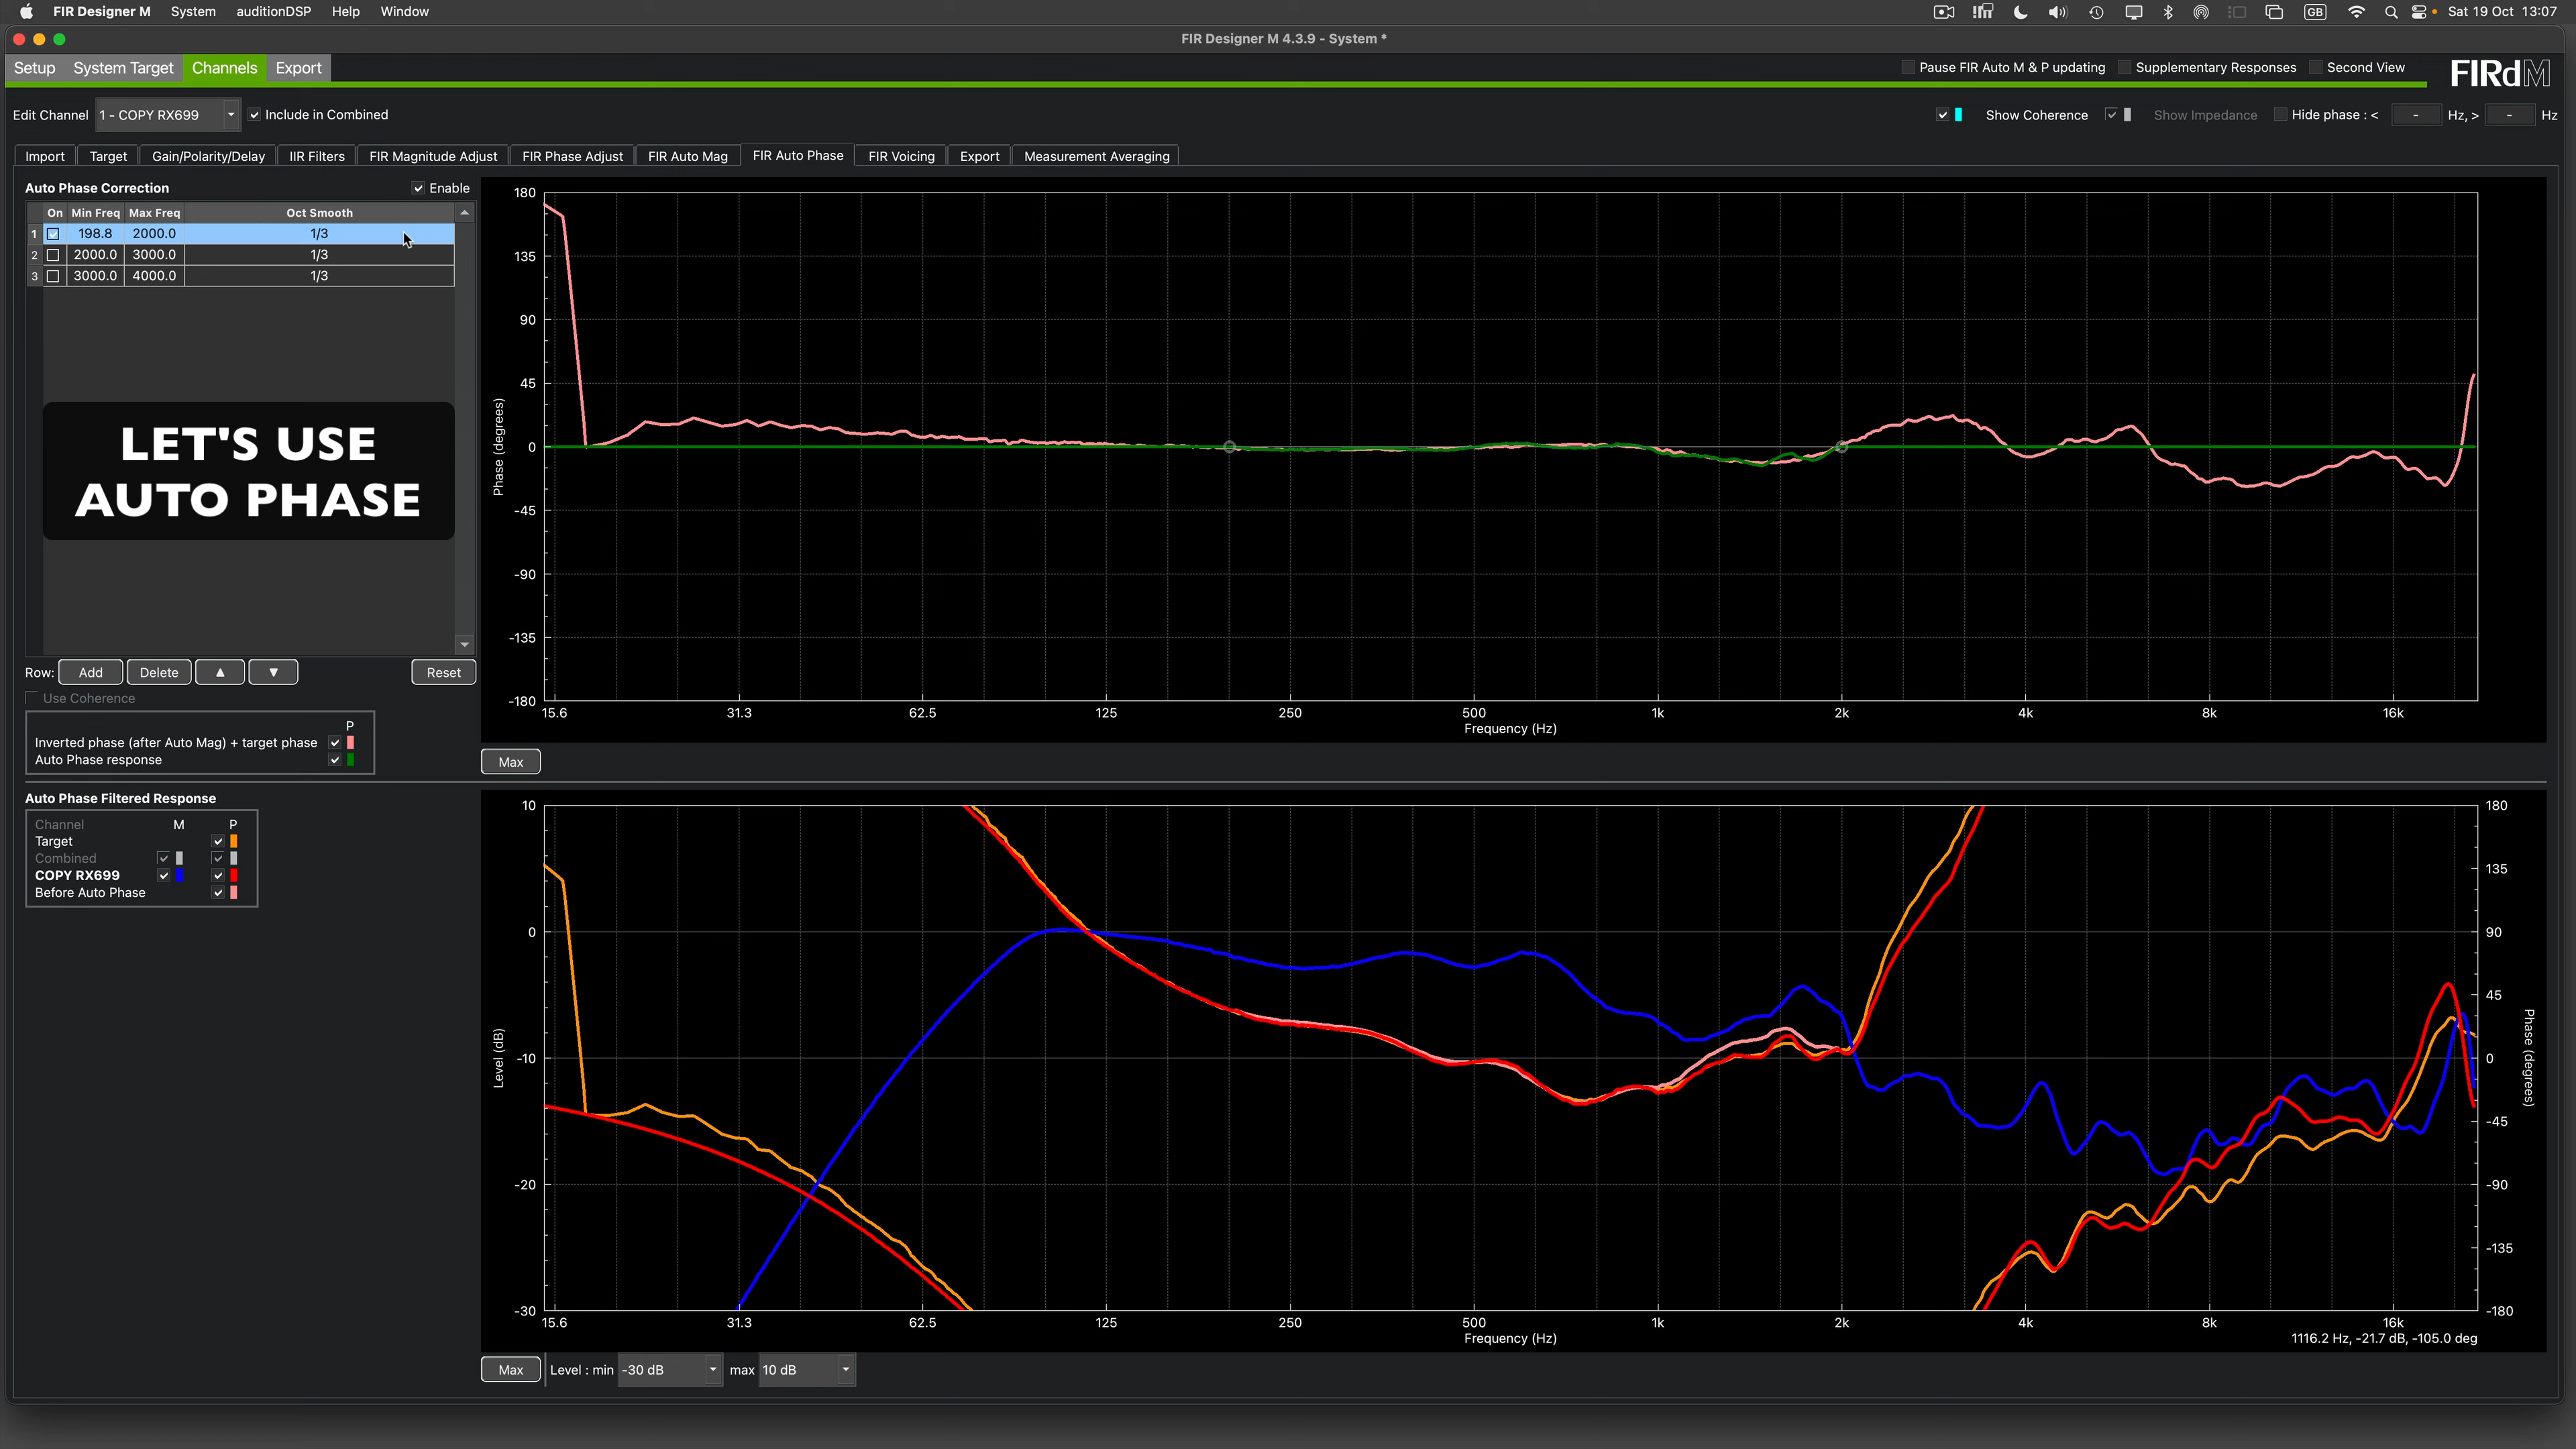 FIR Designer M System auditionDSP Help Window GB Sat 19 Oct 13:07
FIR Designer M 4.3.9 - System *
Setup System Target Channels Export Pause FIR Auto M & P updating Supplementary Responses Second View FIRdM
Edit Channel 1 - COPY RX699 Include in Combined Show Coherence Show Impedance Hide phase : < - Hz, > - Hz
Import Target Gain/Polarity/Delay IIR Filters FIR Magnitude Adjust FIR Phase Adjust FIR Auto Mag FIR Auto Phase FIR Voicing Export Measurement Averaging
Auto Phase Correction Enable
On Min Freq Max Freq Oct Smooth
1 198.8 2000.0 1/3
2 2000.0 3000.0 1/3
3 3000.0 4000.0 1/3
LET'S USE
AUTO PHASE
Row: Add Delete ▲ ▼ Reset
Use Coherence
P
Inverted phase (after Auto Mag) + target phase
Auto Phase response
180
135
90
45
0
-45
-90
-135
-180
Phase (degrees)
15.6 31.3 62.5 125 250 500 1k 2k 4k 8k 16k
Frequency (Hz)
Max
Auto Phase Filtered Response
Channel M P
Target
Combined
COPY RX699
Before Auto Phase
10
0
-10
-20
-30
Level (dB)
180
135
90
45
0
-45
-90
-135
-180
Phase (degrees)
15.6 31.3 62.5 125 250 500 1k 2k 4k 8k 16k
Frequency (Hz)
1116.2 Hz, -21.7 dB, -105.0 deg
Max Level : min -30 dB max 10 dB